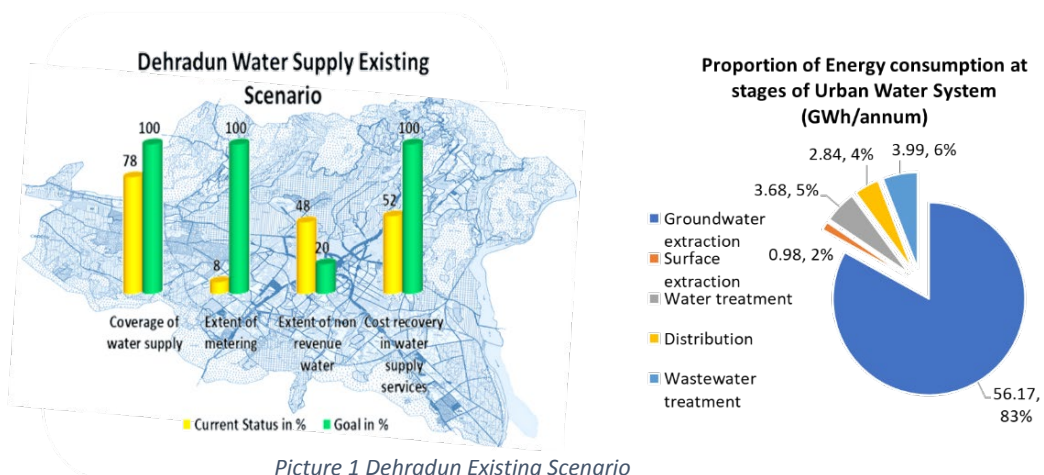 Dehradun Water Supply Existing
Scenario
100
100
100
78
48
52
20
8
Coverage of
water supply
Extent of
metering
Extent of non
revenue
water
Cost recovery
in water
supply
services
Current Status in %
Goal in %
Picture 1 Dehradun Existing Scenario
Proportion of Energy consumption at
stages of Urban Water System
(GWh/annum)
2.84, 4%
3.99, 6%
3.68, 5%
0.98, 2%
56.17,
83%
Groundwater
extraction
Surface
extraction
Water treatment
Distribution
Wastewater
treatment